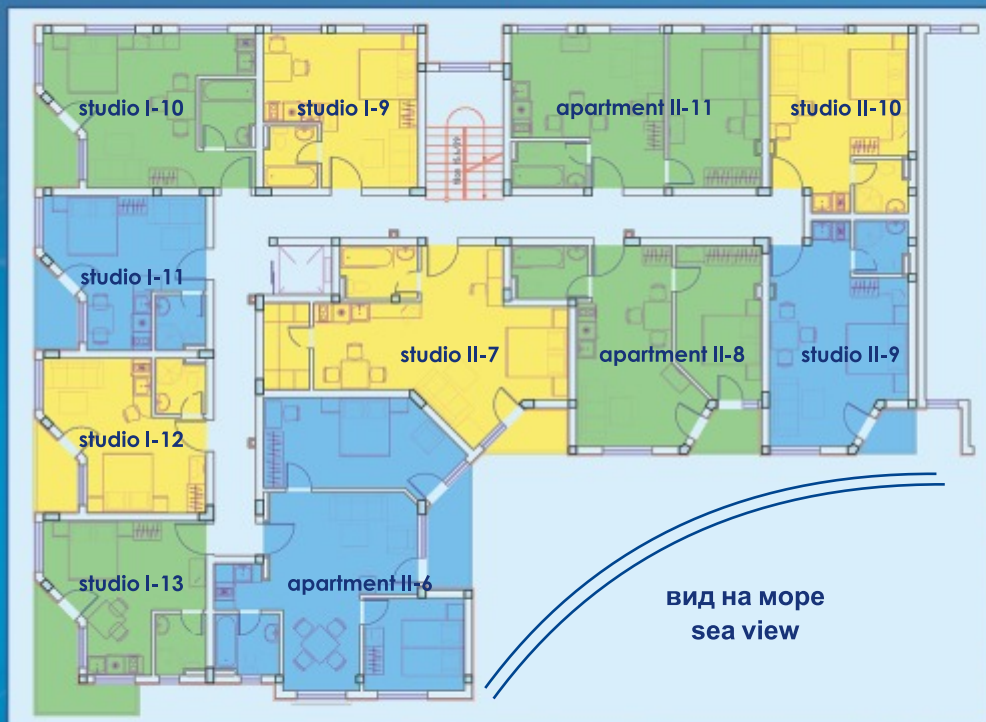 studio I-10
studio I-9
apartment II-11
studio II-10
studio I-11
studio II-7
apartment II-8
studio II-9
studio I-12
studio I-13
apartment II-6
вид на море
sea view